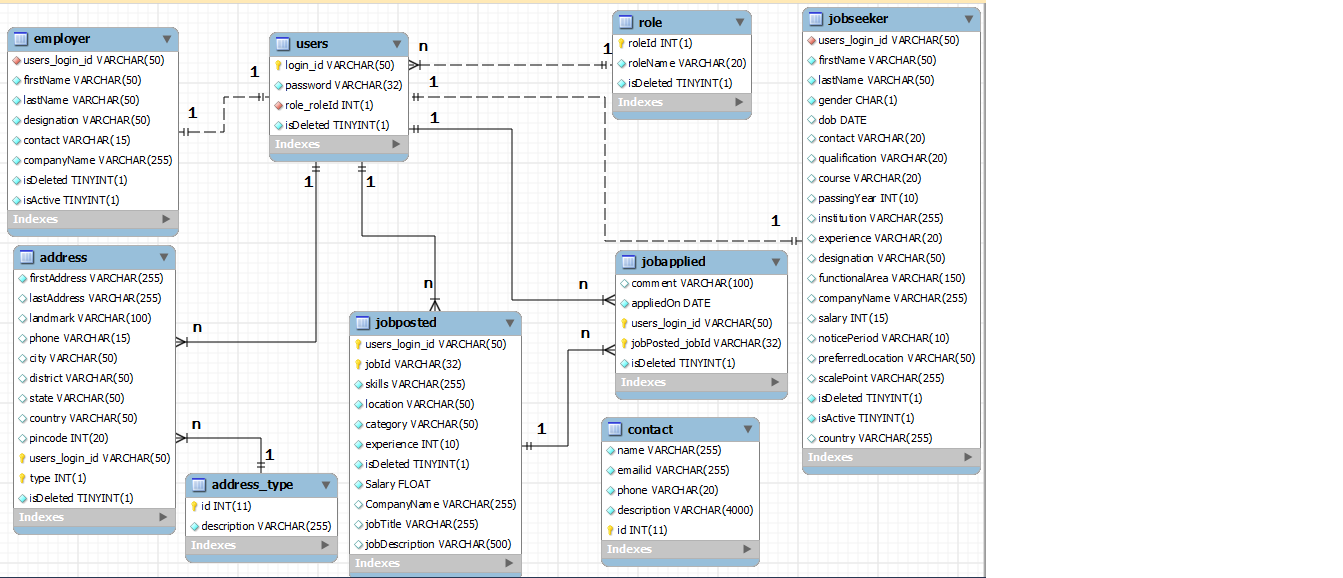 employer
users_login_id VARCHAR(50)
firstName VARCHAR(50)
lastName VARCHAR(50)
designation VARCHAR(50)
contact VARCHAR(15)
companyName VARCHAR(255)
isDeleted TINYINT(1)
isActive TINYINT(1)
Indexes
users
login_id VARCHAR(50)
password VARCHAR(32)
role_roleId INT(1)
isDeleted TINYINT(1)
Indexes
role
roleId INT(1)
roleName VARCHAR(20)
isDeleted TINYINT(1)
Indexes
jobseeker
users_login_id VARCHAR(50)
firstName VARCHAR(50)
lastName VARCHAR(50)
gender CHAR(1)
dob DATE
contact VARCHAR(20)
qualification VARCHAR(20)
course VARCHAR(20)
passingYear INT(10)
institution VARCHAR(255)
experience VARCHAR(20)
designation VARCHAR(50)
functionalArea VARCHAR(150)
companyName VARCHAR(255)
salary INT(15)
noticePeriod VARCHAR(10)
preferredLocation VARCHAR(50)
scalePoint VARCHAR(255)
isDeleted TINYINT(1)
isActive TINYINT(1)
country VARCHAR(255)
Indexes
address
firstAddress VARCHAR(255)
lastAddress VARCHAR(255)
landmark VARCHAR(100)
phone VARCHAR(15)
city VARCHAR(50)
district VARCHAR(50)
state VARCHAR(50)
country VARCHAR(50)
pincode INT(20)
users_login_id VARCHAR(50)
type INT(1)
isDeleted TINYINT(1)
Indexes
address_type
id INT(11)
description VARCHAR(255)
Indexes
jobposted
users_login_id VARCHAR(50)
jobId VARCHAR(32)
skills VARCHAR(255)
location VARCHAR(50)
category VARCHAR(50)
experience INT(10)
isDeleted TINYINT(1)
Salary FLOAT
CompanyName VARCHAR(255)
jobTitle VARCHAR(255)
jobDescription VARCHAR(500)
Indexes
jobapplied
comment VARCHAR(100)
appliedOn DATE
users_login_id VARCHAR(50)
jobPosted_jobId VARCHAR(32)
isDeleted TINYINT(1)
Indexes
contact
name VARCHAR(255)
emailid VARCHAR(255)
phone VARCHAR(20)
description VARCHAR(4000)
id INT(11)
Indexes
n
1
1
1
1
1
1
1
1
n
n
n
n
n
1
1